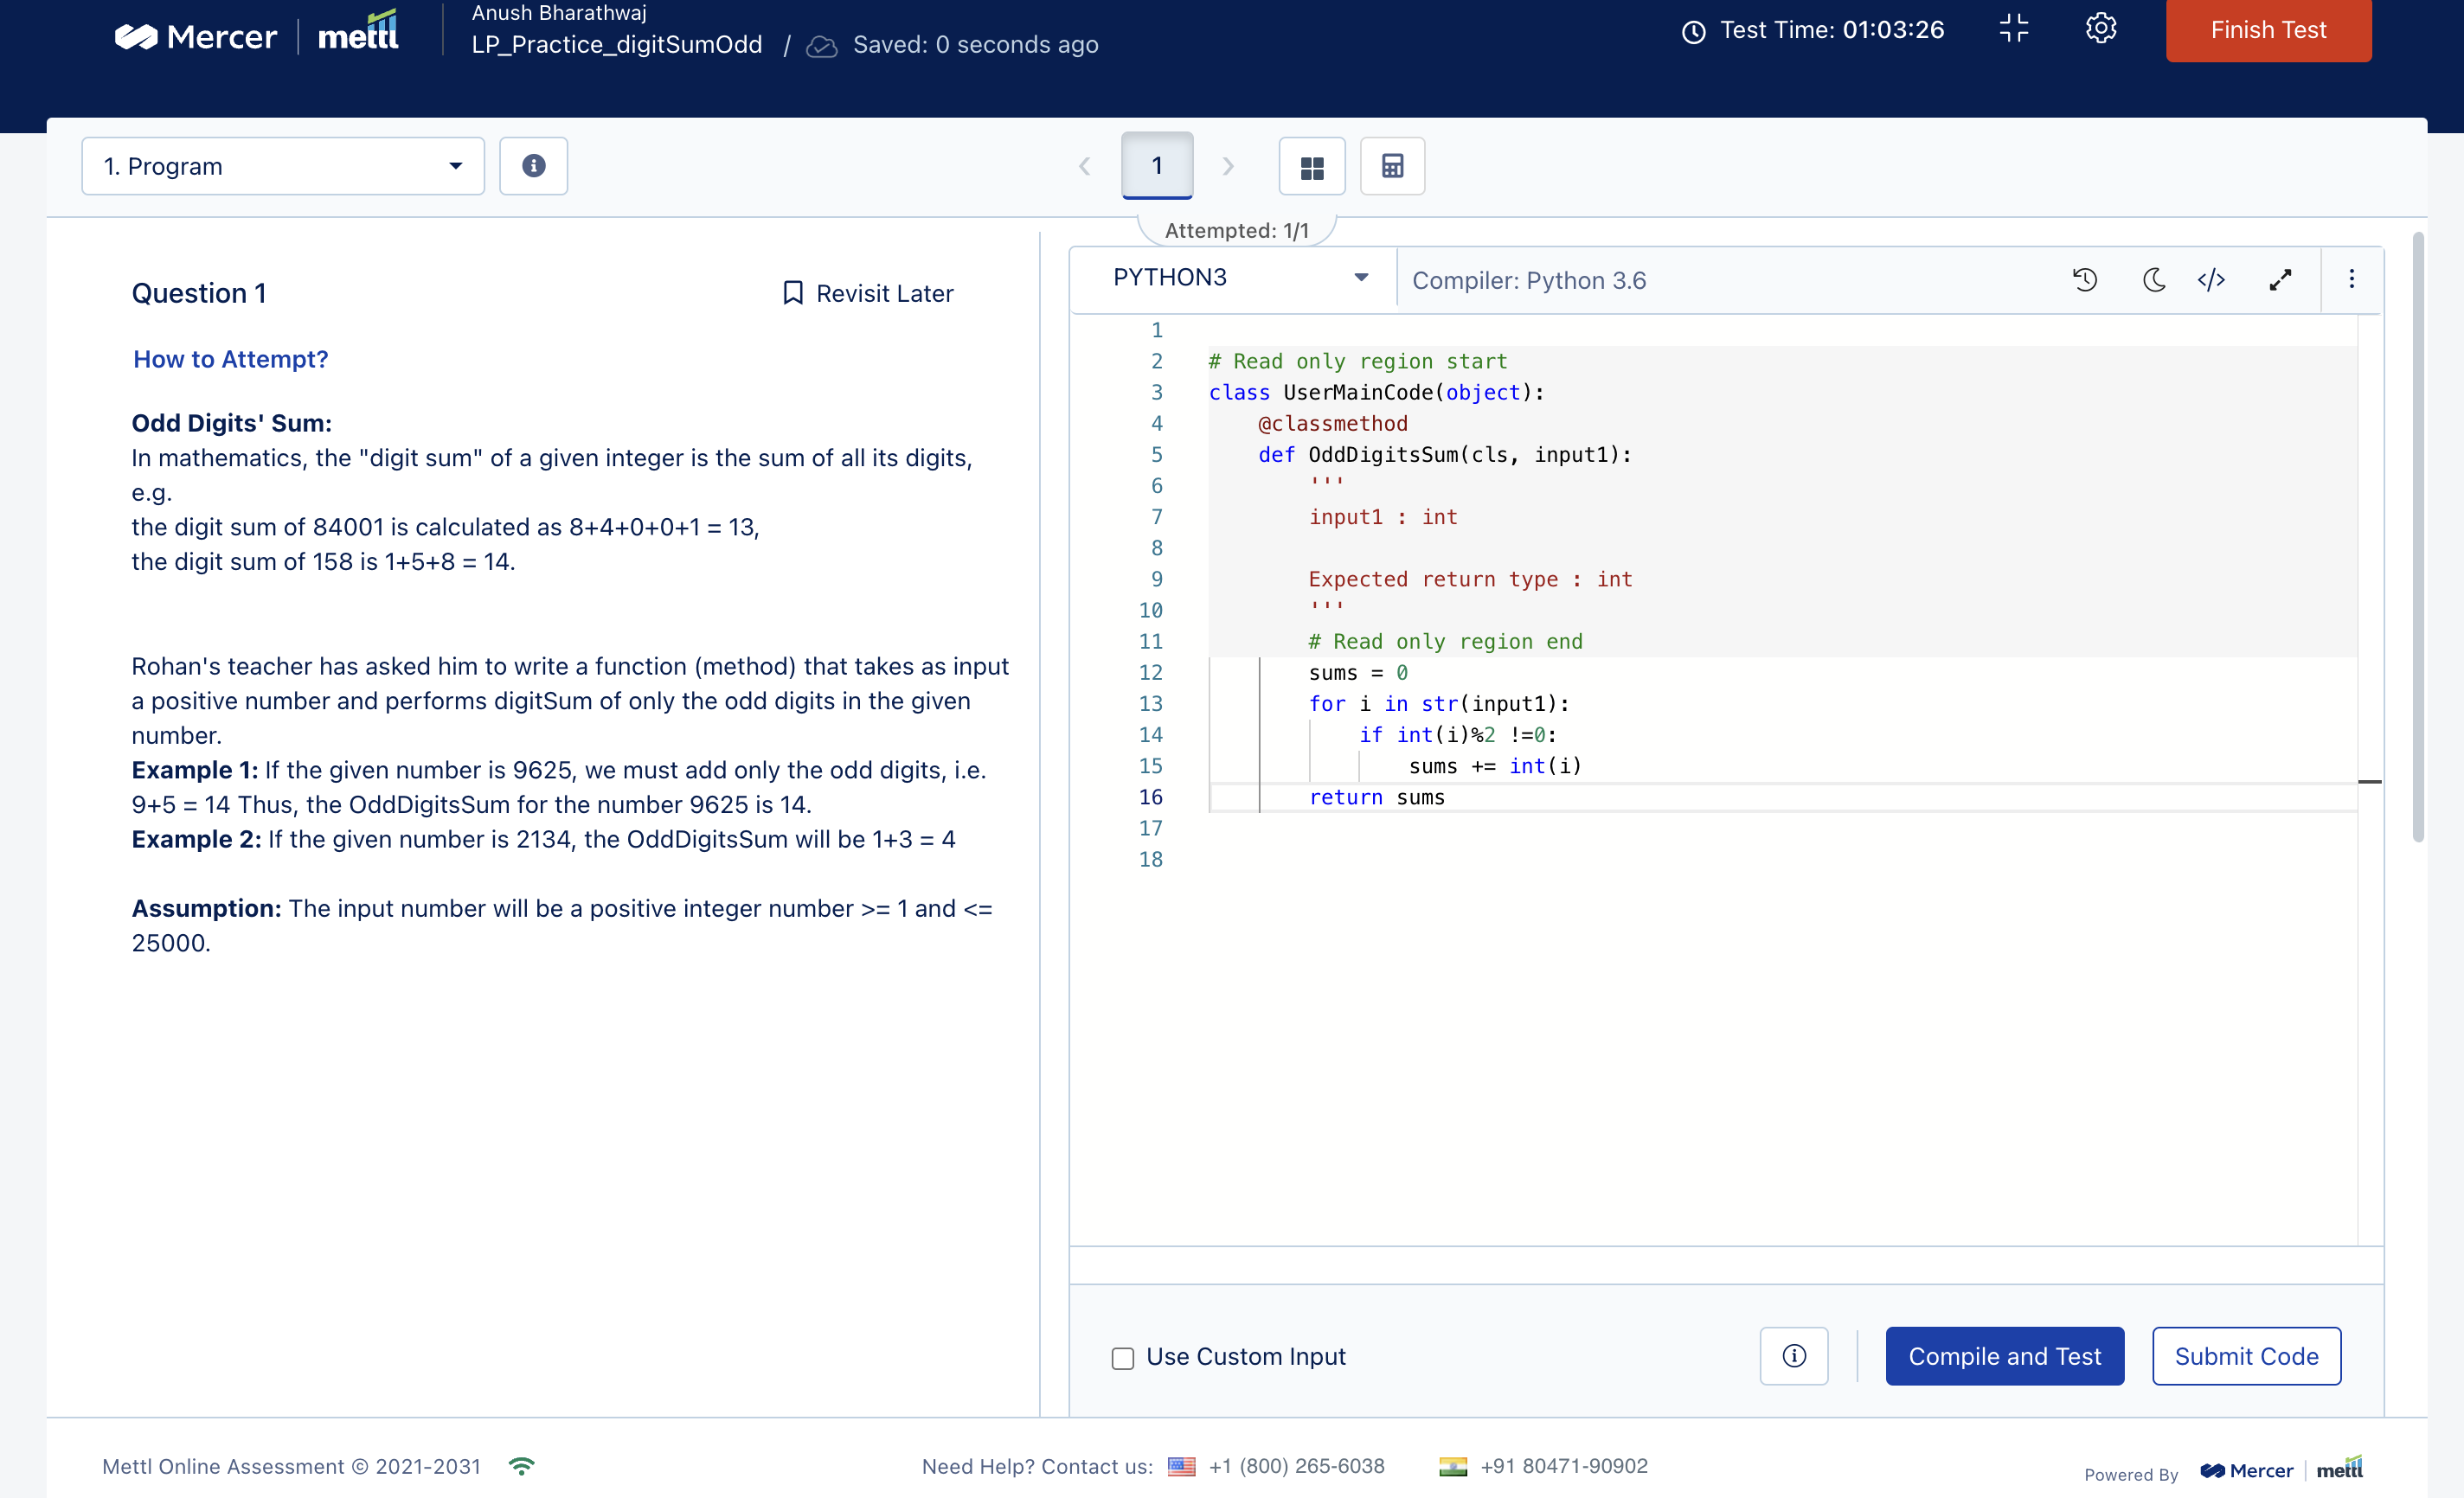 Mercer | mettl
Anush Bharathwaj
LP_Practice_digitSumOdd / Saved: 0 seconds ago
Test Time: 01:03:26
Finish Test
1. Program
1
Attempted: 1/1
Question 1
Revisit Later
How to Attempt?
Odd Digits' Sum:
In mathematics, the "digit sum" of a given integer is the sum of all its digits,
e.g.
the digit sum of 84001 is calculated as 8+4+0+0+1 = 13,
the digit sum of 158 is 1+5+8 = 14.
Rohan's teacher has asked him to write a function (method) that takes as input
a positive number and performs digitSum of only the odd digits in the given
number.
Example 1: If the given number is 9625, we must add only the odd digits, i.e.
9+5 = 14 Thus, the OddDigitsSum for the number 9625 is 14.
Example 2: If the given number is 2134, the OddDigitsSum will be 1+3 = 4
Assumption: The input number will be a positive integer number >= 1 and <=
25000.
PYTHON3
Compiler: Python 3.6
1
2 # Read only region start
3 class UserMainCode(object):
4     @classmethod
5     def OddDigitsSum(cls, input1):
6         '''
7         input1 : int
8
9         Expected return type : int
10         '''
11         # Read only region end
12         sums = 0
13         for i in str(input1):
14             if int(i)%2 !=0:
15                 sums += int(i)
16         return sums
17
18
Use Custom Input
Compile and Test
Submit Code
Mettl Online Assessment © 2021-2031
Need Help? Contact us: +1 (800) 265-6038 +91 80471-90902
Powered By Mercer | mettl